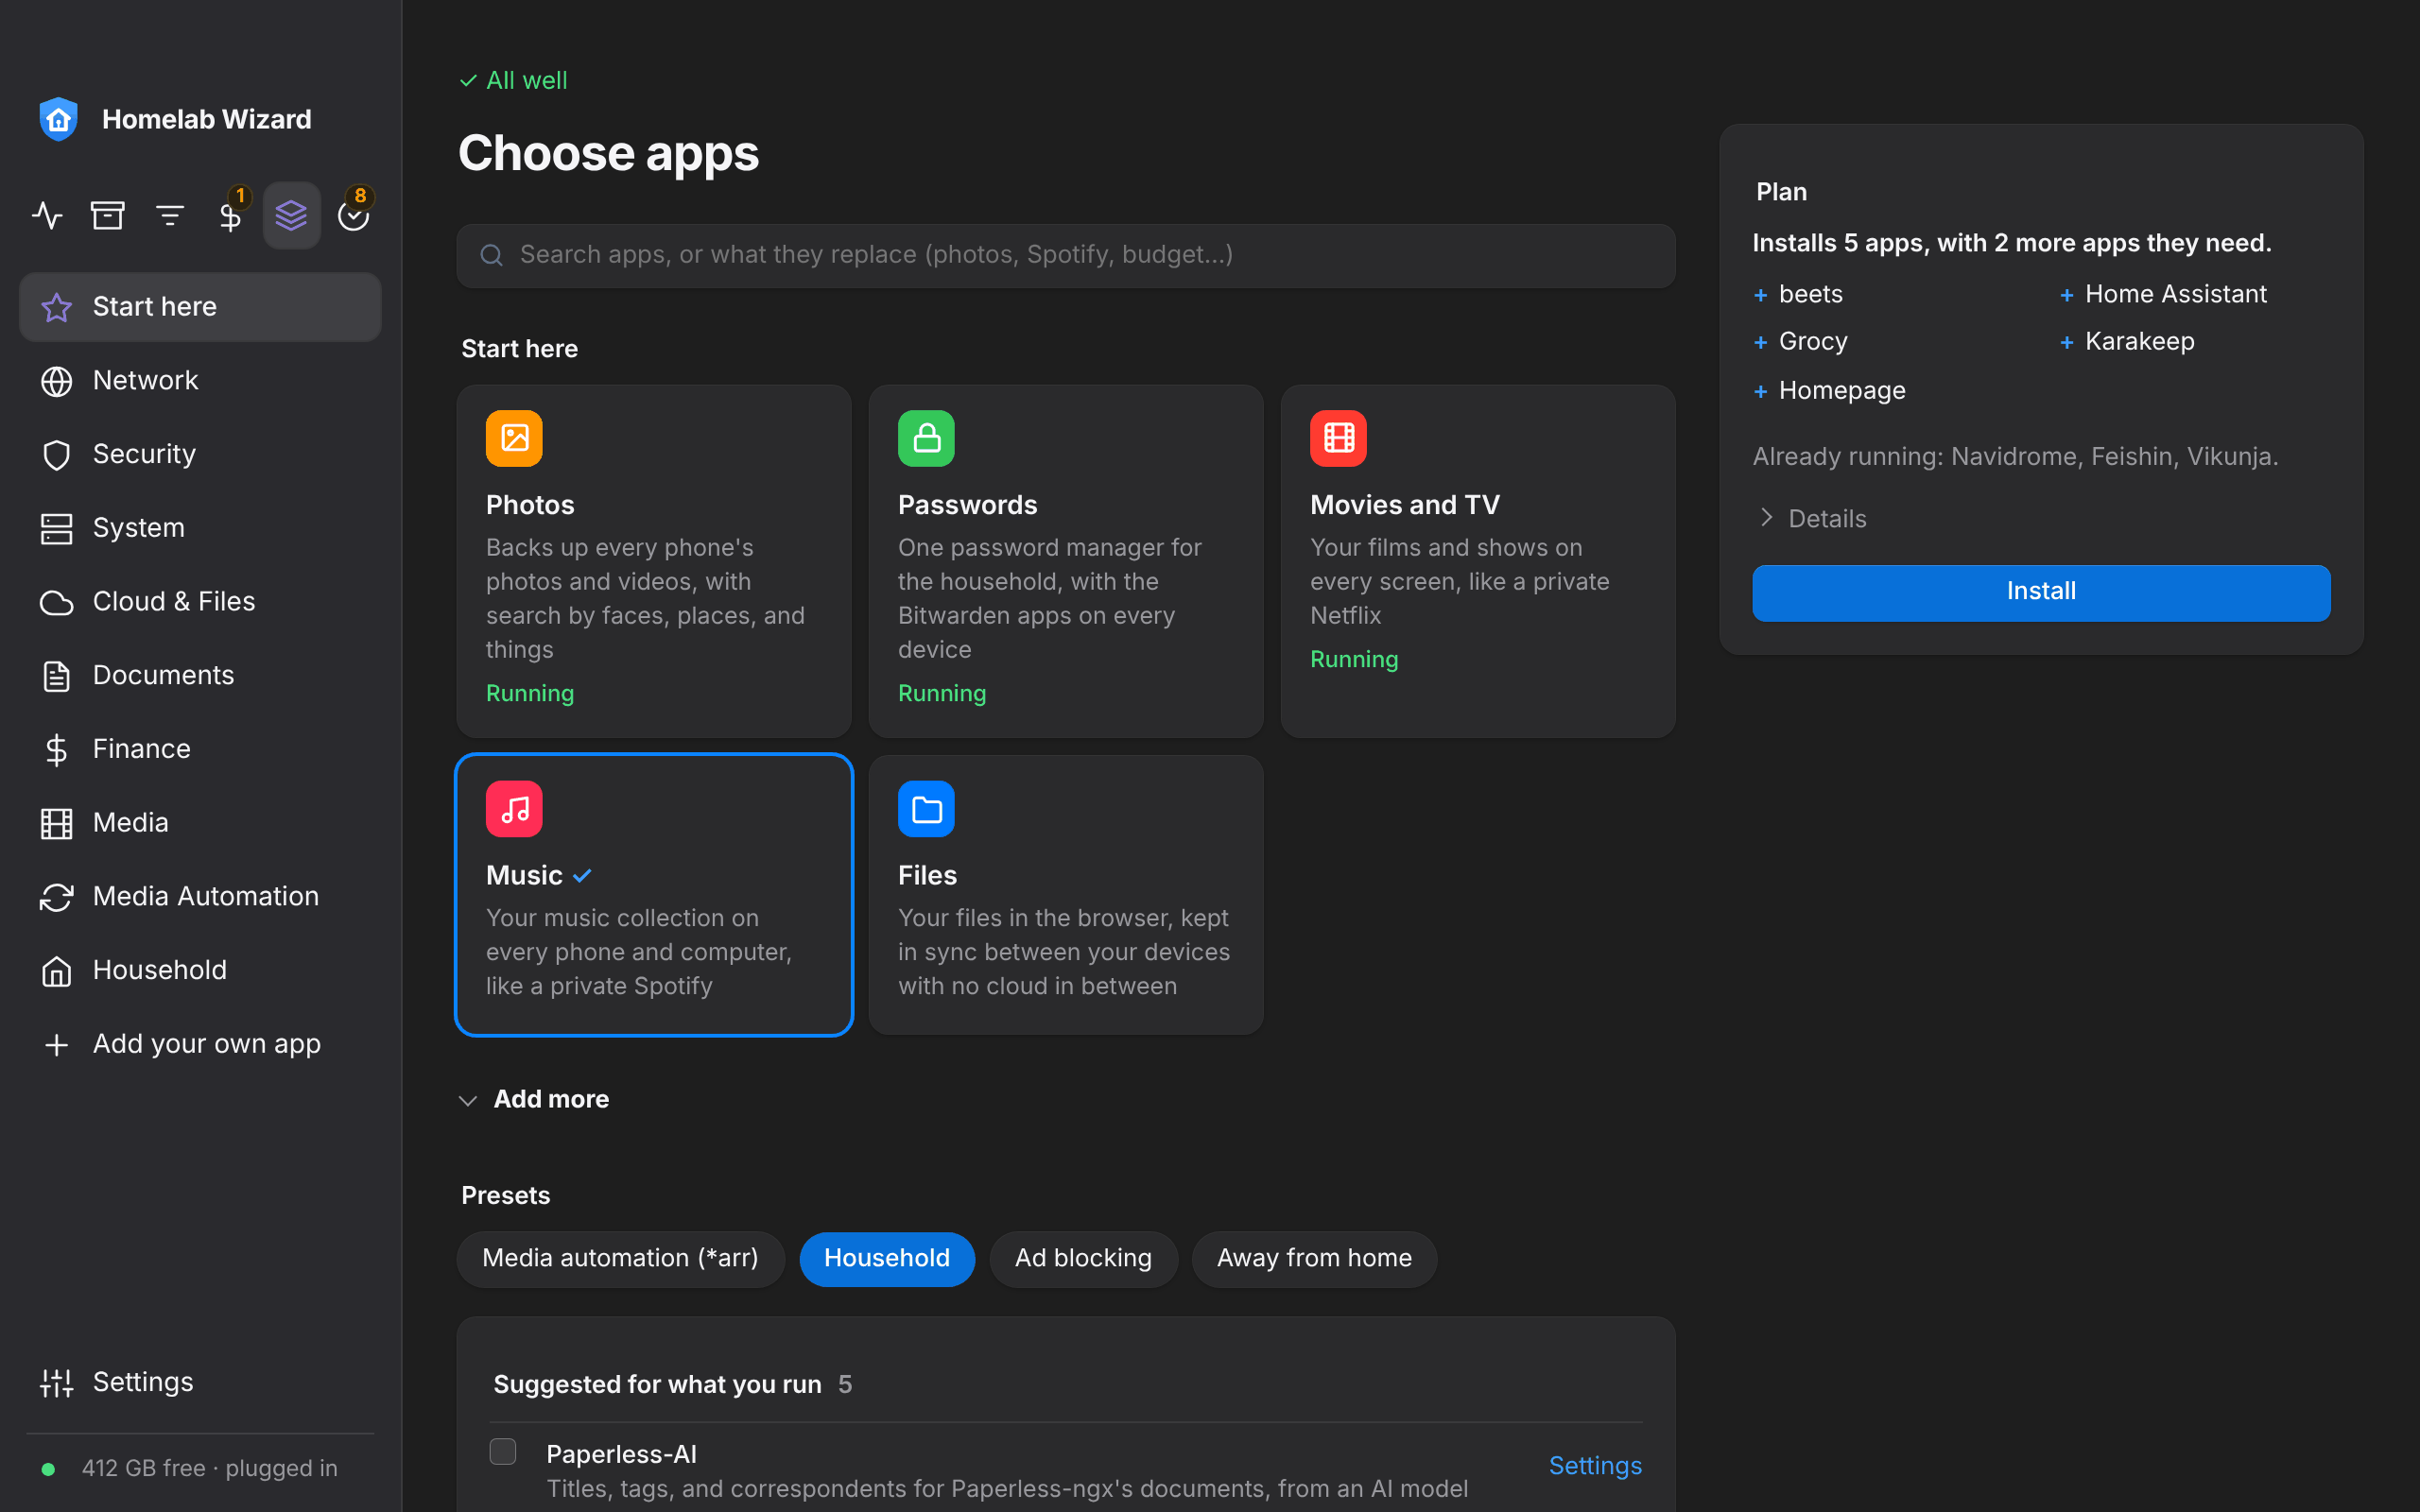 Homelab Wizard
1
8
Start here
Network
Security
System
Cloud & Files
Documents
Finance
Media
Media Automation
Household
Add your own app
Settings
412 GB free · plugged in
All well
Choose apps
Search apps, or what they replace (photos, Spotify, budget...)
Start here
Photos
Backs up every phone's
photos and videos, with
search by faces, places, and
things
Running
Passwords
One password manager for
the household, with the
Bitwarden apps on every
device
Running
Movies and TV
Your films and shows on
every screen, like a private
Netflix
Running
Music
Your music collection on
every phone and computer,
like a private Spotify
Files
Your files in the browser, kept
in sync between your devices
with no cloud in between
Add more
Presets
Media automation (*arr)
Household
Ad blocking
Away from home
Suggested for what you run 5
Paperless-AI
Titles, tags, and correspondents for Paperless-ngx's documents, from an AI model
Settings
Plan
Installs 5 apps, with 2 more apps they need.
+ beets
+ Home Assistant
+ Grocy
+ Karakeep
+ Homepage
Already running: Navidrome, Feishin, Vikunja.
Details
Install